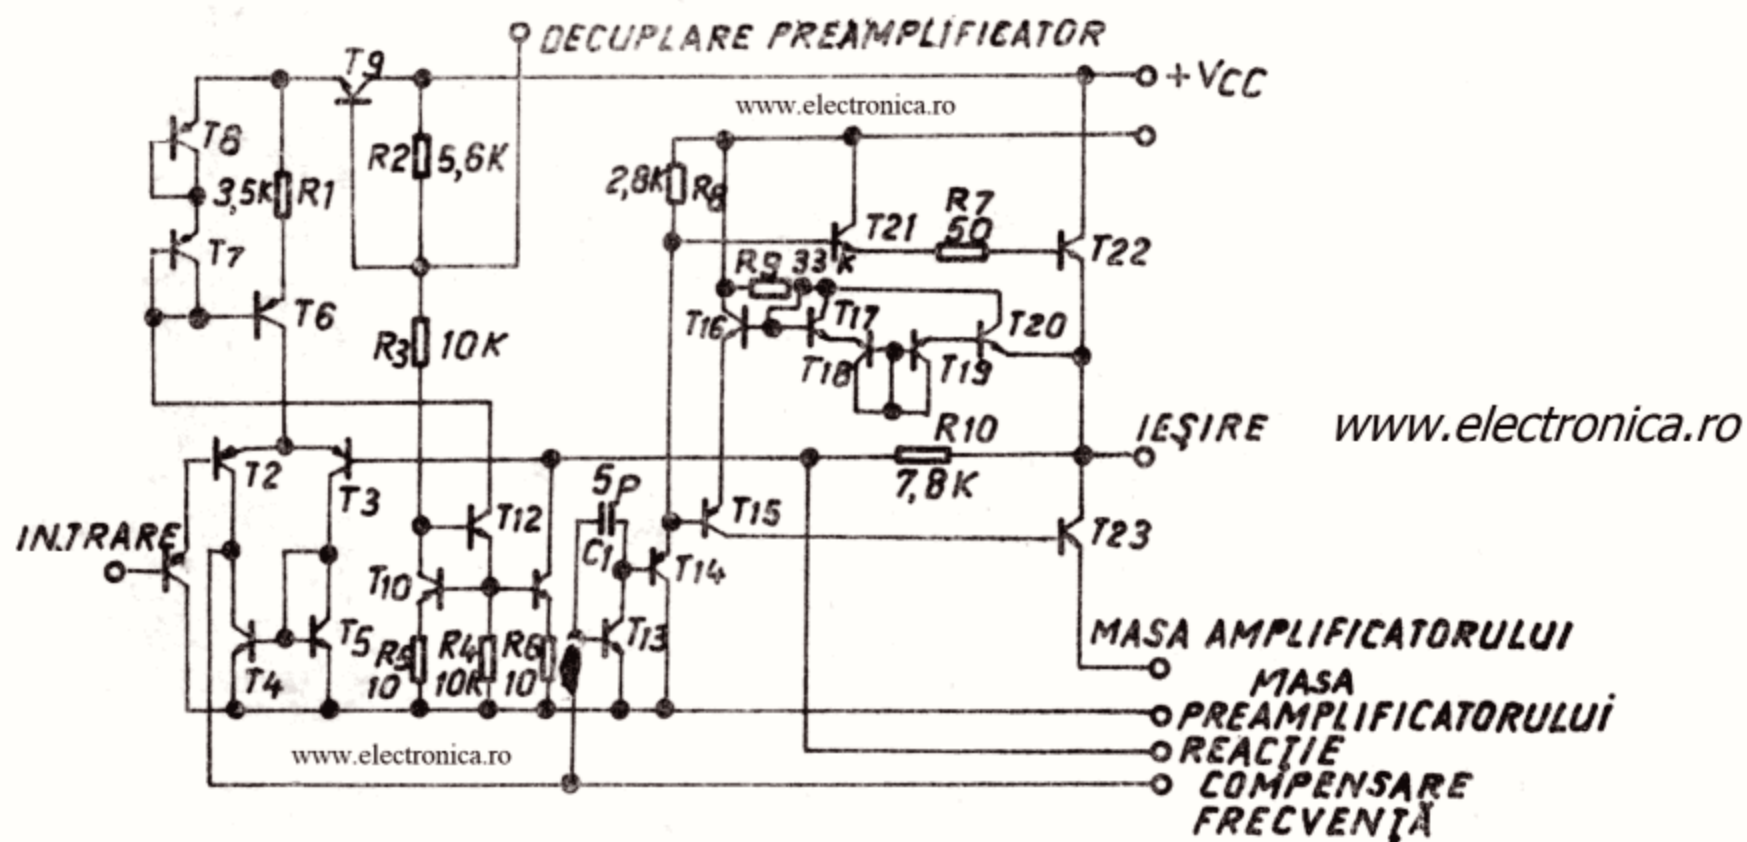 DECUPLARE PREAMPLIFICATOR
T9
+VCC
www.electronica.ro
T8
R2 5,6K
3,5K R1
2,8K R8
R7
50
T21
T7
T22
R9 33K
T6
T16
T17
T20
R3 10K
T18
T19
R10
IEŞIRE
www.electronica.ro
7,8K
T2
T3
5P
T12
T15
T23
INTRARE
C1
T14
T10
T5
T13
R5
10
R4
10K
R6
10
T4
MASA AMPLIFICATORULUI
MASA
PREAMPLIFICATORULUI
www.electronica.ro
REACŢIE
COMPENSARE
FRECVENŢĂ